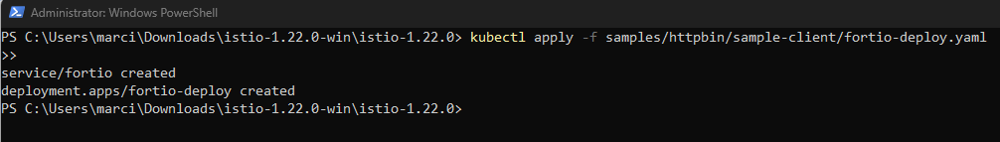 Administrator: Windows PowerShell
PS C:\Users\marci\Downloads\istio-1.22.0-win\istio-1.22.0> kubectl apply -f samples/httpbin/sample-client/fortio-deploy.yaml
>>
service/fortio created
deployment.apps/fortio-deploy created
PS C:\Users\marci\Downloads\istio-1.22.0-win\istio-1.22.0>